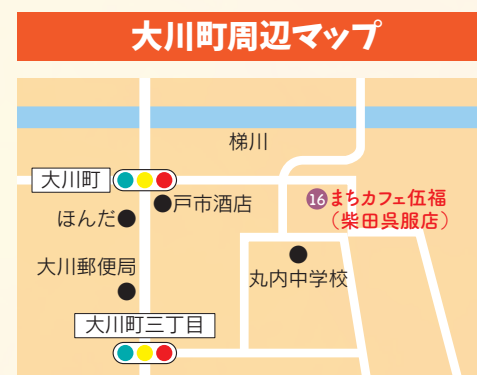 大川町周辺マップ
梯川
大川町
戸市酒店
ほんだ
16 まちカフェ伍福
(柴田呉服店)
大川郵便局
丸内中学校
大川町三丁目